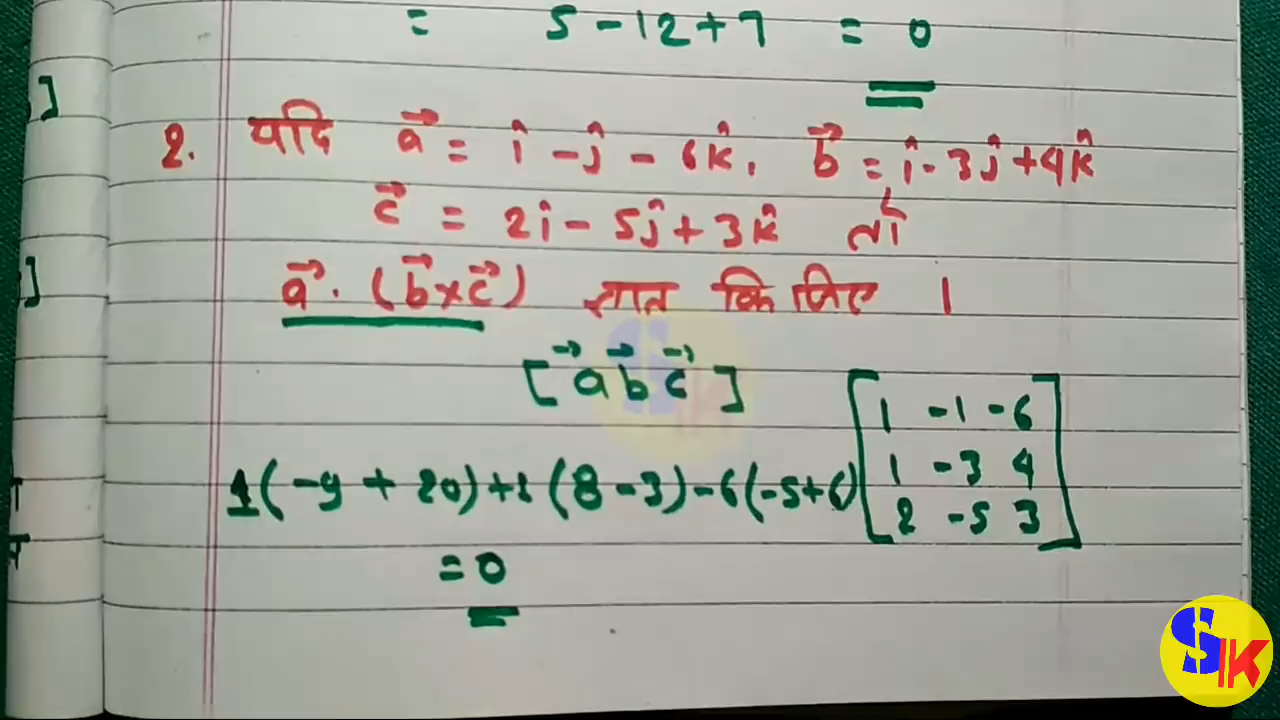 = 5 - 12 + 7 = 0
]
2. यदि a⃗ = î - ĵ - 6k̂, b⃗ = î - 3ĵ + 4k̂
c⃗ = 2î - 5ĵ + 3k̂ तो
]
a⃗ . (b⃗ × c⃗) ज्ञात किजिए ।
[a⃗ b⃗ c⃗]
1 -1 -6
1(-9 + 20) + 1(8 - 3) - 6(-5 + 6) 1 -3 4
2 -5 3
= 0
SK
SK